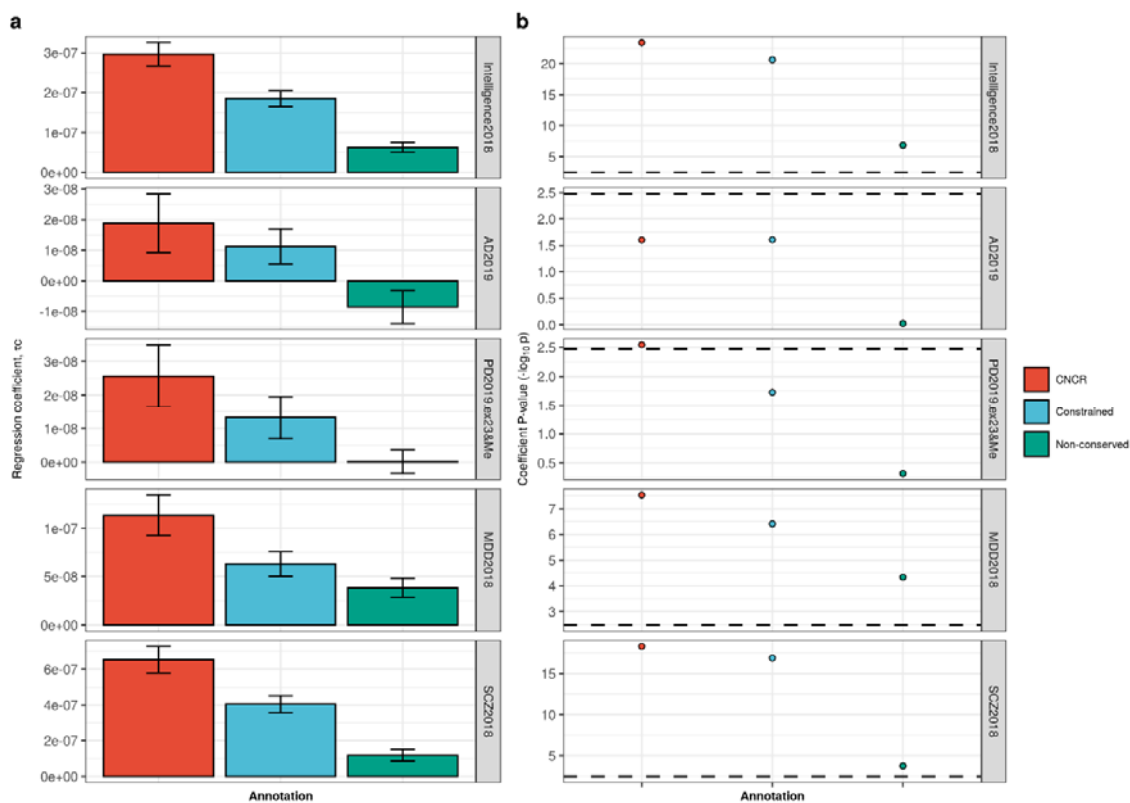 a
b
Regression coefficient, τc
3e-07
2e-07
1e-07
0e+00
Intelligence2018
3e-08
2e-08
1e-08
0e+00
-1e-08
AD2019
3e-08
2e-08
1e-08
0e+00
PD2019.ex23&Me
1e-07
5e-08
0e+00
MDD2018
6e-07
4e-07
2e-07
0e+00
SCZ2018
Annotation
Coefficient P-value (-log10 p)
20
15
10
5
Intelligence2018
2.5
2.0
1.5
1.0
0.5
0.0
AD2019
2.5
2.0
1.5
1.0
0.5
PD2019.ex23&Me
7
6
5
4
3
MDD2018
15
10
5
SCZ2018
Annotation
CNCR
Constrained
Non-conserved